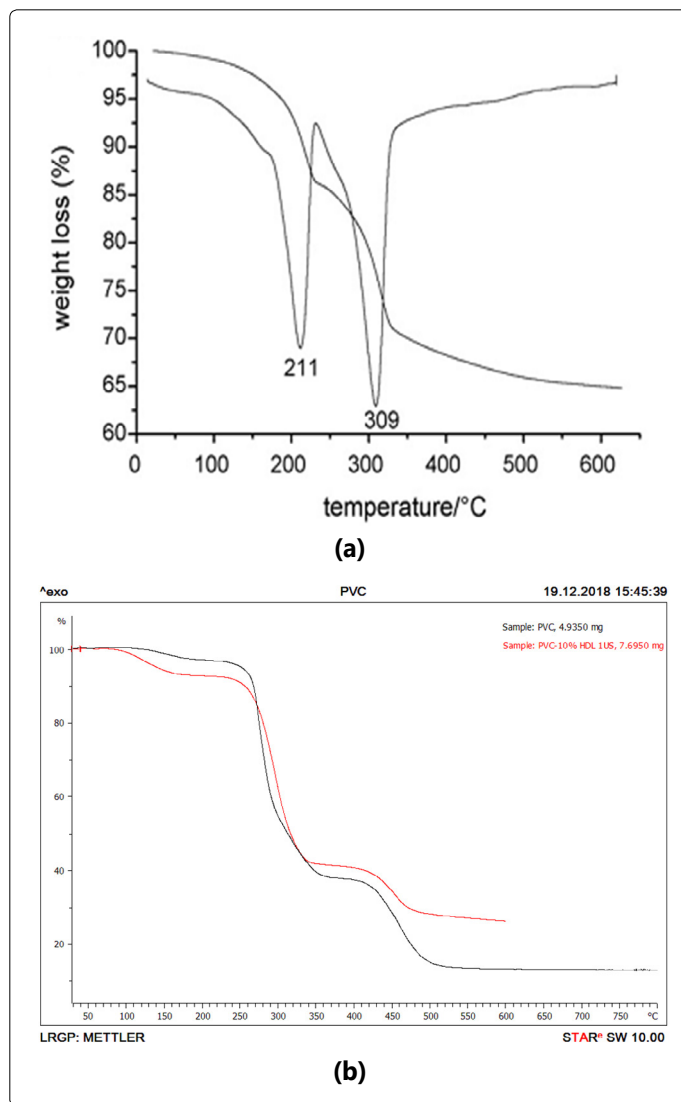 100
95
90
85
80
75
70
65
60
weight loss (%)
211
309
0 100 200 300 400 500 600
temperature/°C
(a)
^exo PVC 19.12.2018 15:45:39
%
Sample: PVC, 4.9350 mg
Sample: PVC-10% HDL 1US, 7.6950 mg
100
80
60
40
20
50 100 150 200 250 300 350 400 450 500 550 600 650 700 750 °C
LRGP: METTLER STARe SW 10.00
(b)